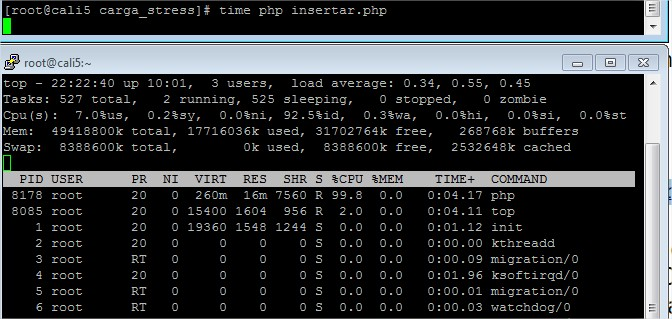 [root@cali5 carga_stress]# time php insertar.php
root@cali5:~
top - 22:22:40 up 10:01,  3 users,  load average: 0.34, 0.55, 0.45
Tasks: 527 total,   2 running, 525 sleeping,   0 stopped,   0 zombie
Cpu(s):  7.0%us,  0.2%sy,  0.0%ni, 92.5%id,  0.3%wa,  0.0%hi,  0.0%si,  0.0%st
Mem:  49418800k total, 17716036k used, 31702764k free,   268768k buffers
Swap:  8388600k total,        0k used,  8388600k free,  2532648k cached
PID USER      PR  NI  VIRT  RES  SHR S %CPU %MEM    TIME+  COMMAND
8178 root      20   0  260m  16m 7560 R 99.8  0.0   0:04.17 php
8085 root      20   0 15400 1604  956 R  2.0  0.0   0:04.11 top
1 root      20   0 19360 1548 1244 S  0.0  0.0   0:01.12 init
2 root      20   0     0    0    0 S  0.0  0.0   0:00.00 kthreadd
3 root      RT   0     0    0    0 S  0.0  0.0   0:00.09 migration/0
4 root      20   0     0    0    0 S  0.0  0.0   0:01.96 ksoftirqd/0
5 root      RT   0     0    0    0 S  0.0  0.0   0:00.01 migration/0
6 root      RT   0     0    0    0 S  0.0  0.0   0:00.03 watchdog/0